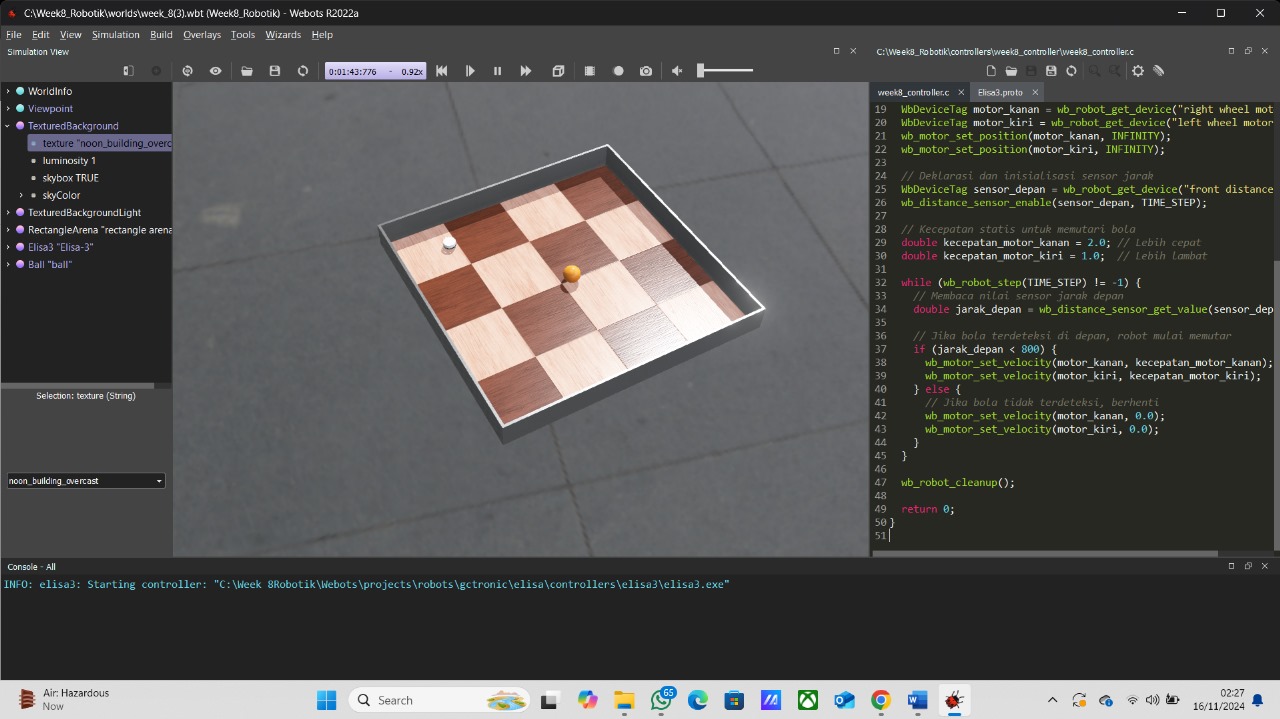 C:\Week8_Robotik\worlds\week_8(3).wbt (Week8_Robotik) - Webots R2022a
File Edit View Simulation Build Overlays Tools Wizards Help
Simulation View
C:\Week8_Robotik\controllers\week8_controller\week8_controller.c
0:01:43:776 - 0.92x
WorldInfo
Viewpoint
TexturedBackground
texture "noon_building_overc
luminosity 1
skybox TRUE
skyColor
TexturedBackgroundLight
RectangleArena "rectangle arena
Elisa3 "Elisa-3"
Ball "ball"
Selection: texture (String)
noon_building_overcast
week8_controller.c Elisa3.proto
19 WbDeviceTag motor_kanan = wb_robot_get_device("right wheel mot
20 WbDeviceTag motor_kiri = wb_robot_get_device("left wheel motor
21 wb_motor_set_position(motor_kanan, INFINITY);
22 wb_motor_set_position(motor_kiri, INFINITY);
23
24 // Deklarasi dan inisialisasi sensor jarak
25 WbDeviceTag sensor_depan = wb_robot_get_device("front distance
26 wb_distance_sensor_enable(sensor_depan, TIME_STEP);
27
28 // Kecepatan statis untuk memutari bola
29 double kecepatan_motor_kanan = 2.0; // Lebih cepat
30 double kecepatan_motor_kiri = 1.0; // Lebih lambat
31
32 while (wb_robot_step(TIME_STEP) != -1) {
33 // Membaca nilai sensor jarak depan
34 double jarak_depan = wb_distance_sensor_get_value(sensor_dep
35
36 // Jika bola terdeteksi di depan, robot mulai memutar
37 if (jarak_depan < 800) {
38 wb_motor_set_velocity(motor_kanan, kecepatan_motor_kanan);
39 wb_motor_set_velocity(motor_kiri, kecepatan_motor_kiri);
40 } else {
41 // Jika bola tidak terdeteksi, berhenti
42 wb_motor_set_velocity(motor_kanan, 0.0);
43 wb_motor_set_velocity(motor_kiri, 0.0);
44 }
45 }
46
47 wb_robot_cleanup();
48
49 return 0;
50 }
51
Console - All
INFO: elisa3: Starting controller: "C:\Week 8Robotik\Webots\projects\robots\gctronic\elisa\controllers\elisa3\elisa3.exe"
Air: Hazardous
Now
Search
65
02:27
16/11/2024